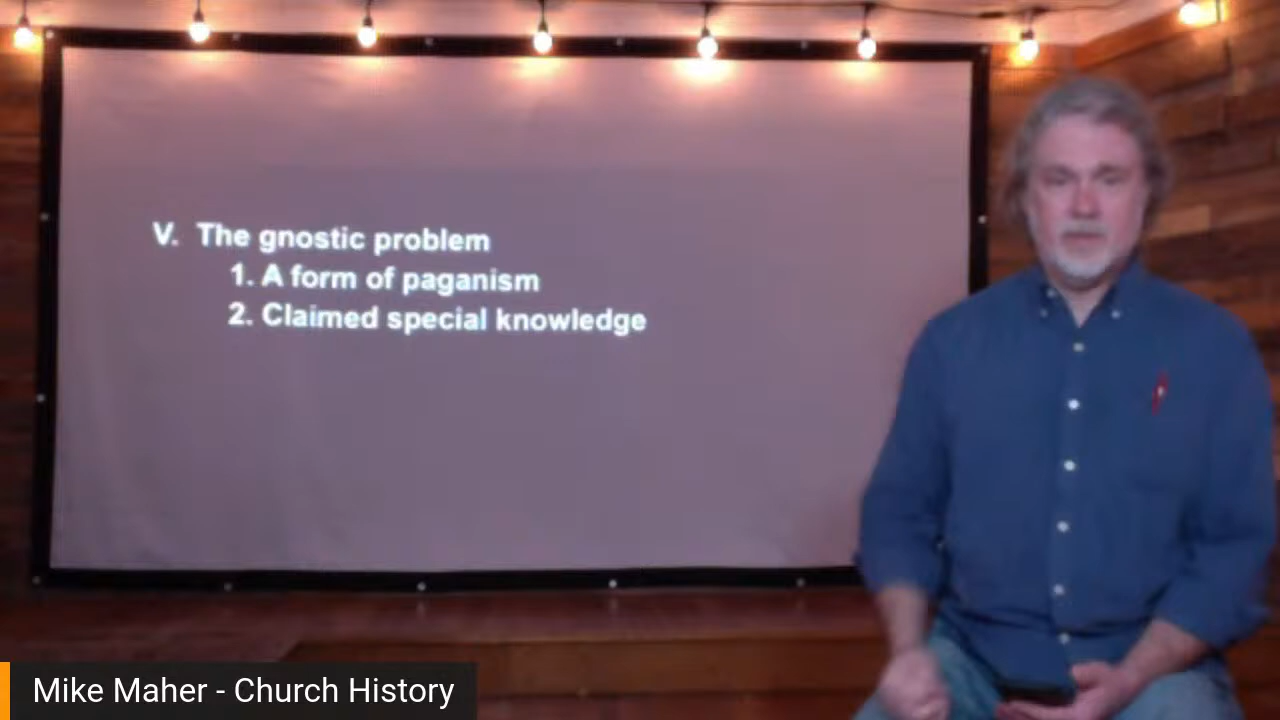 V. The gnostic problem
1. A form of paganism
2. Claimed special knowledge
Mike Maher - Church History